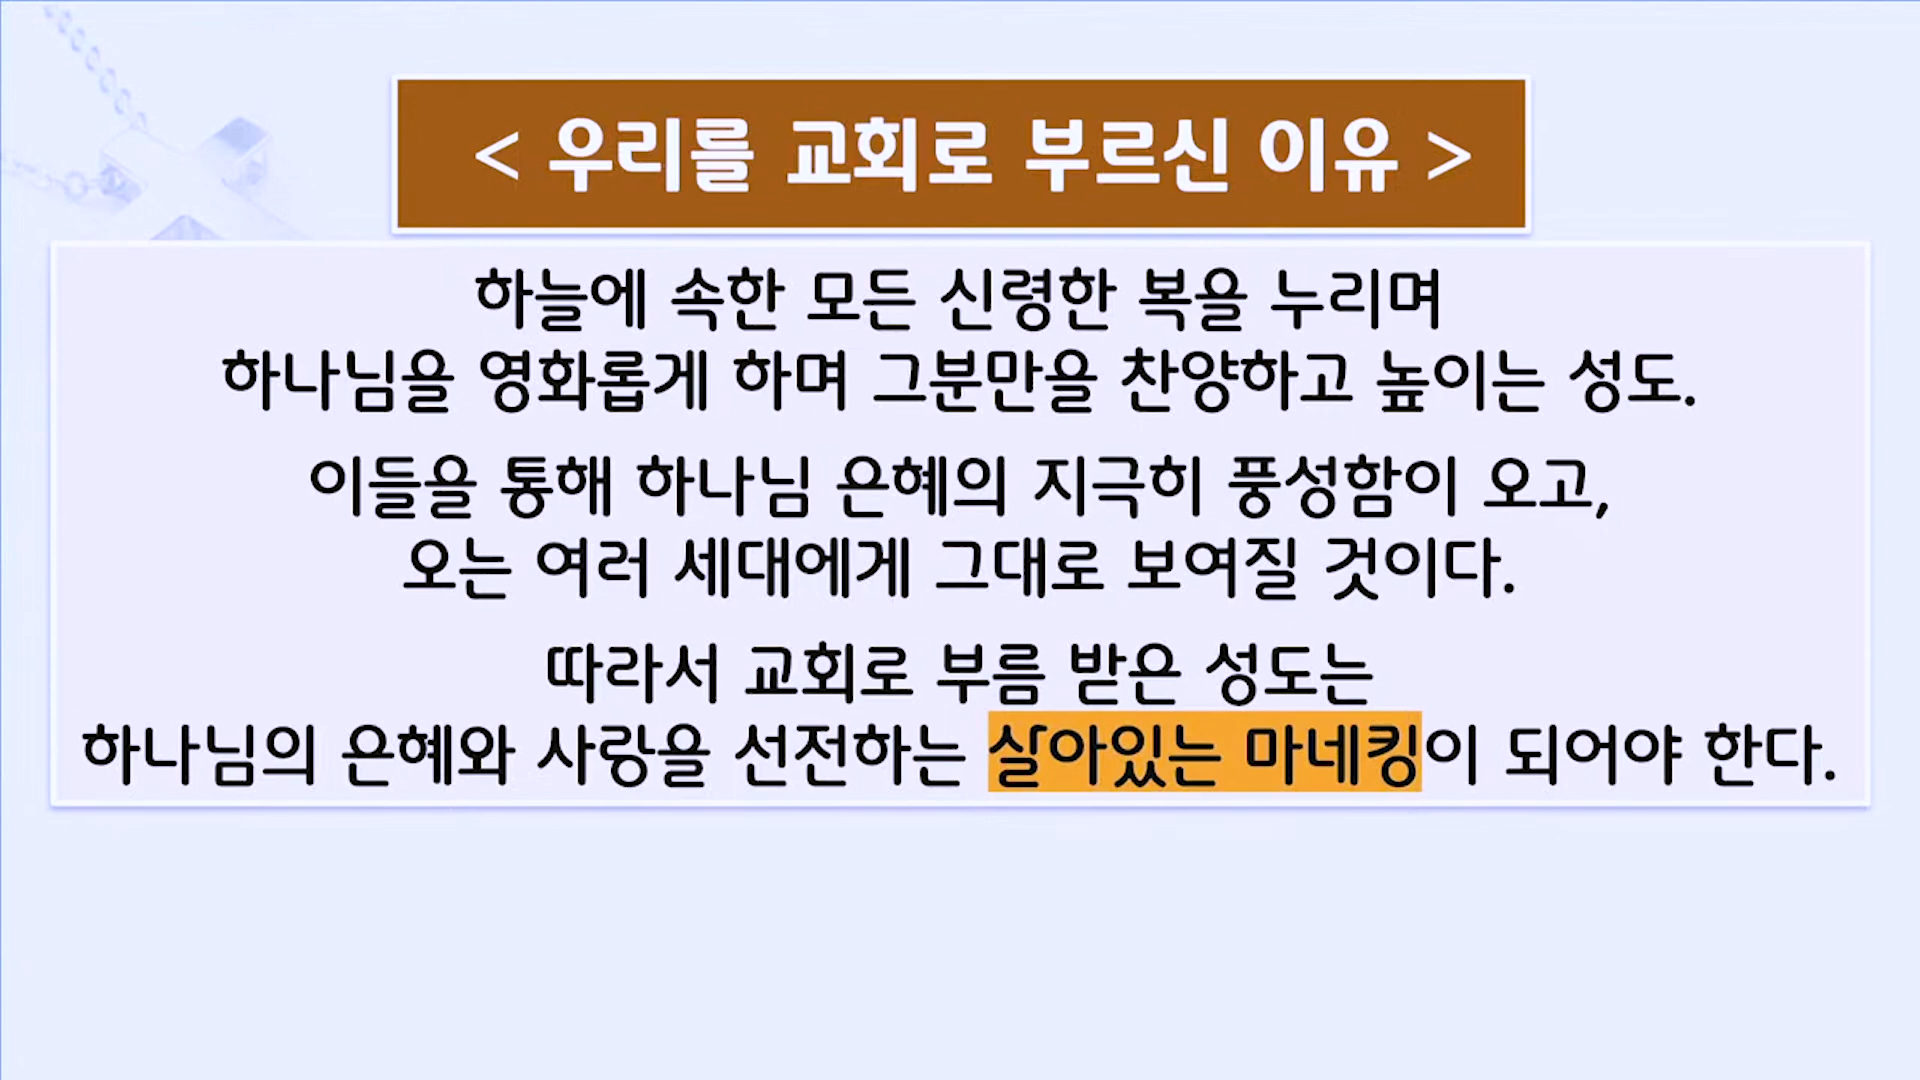 < 우리를 교회로 부르신 이유 >
하늘에 속한 모든 신령한 복을 누리며
하나님을 영화롭게 하며 그분만을 찬양하고 높이는 성도.
이들을 통해 하나님 은혜의 지극히 풍성함이 오고,
오는 여러 세대에게 그대로 보여질 것이다.
따라서 교회로 부름 받은 성도는
하나님의 은혜와 사랑을 선전하는 살아있는 마네킹이 되어야 한다.